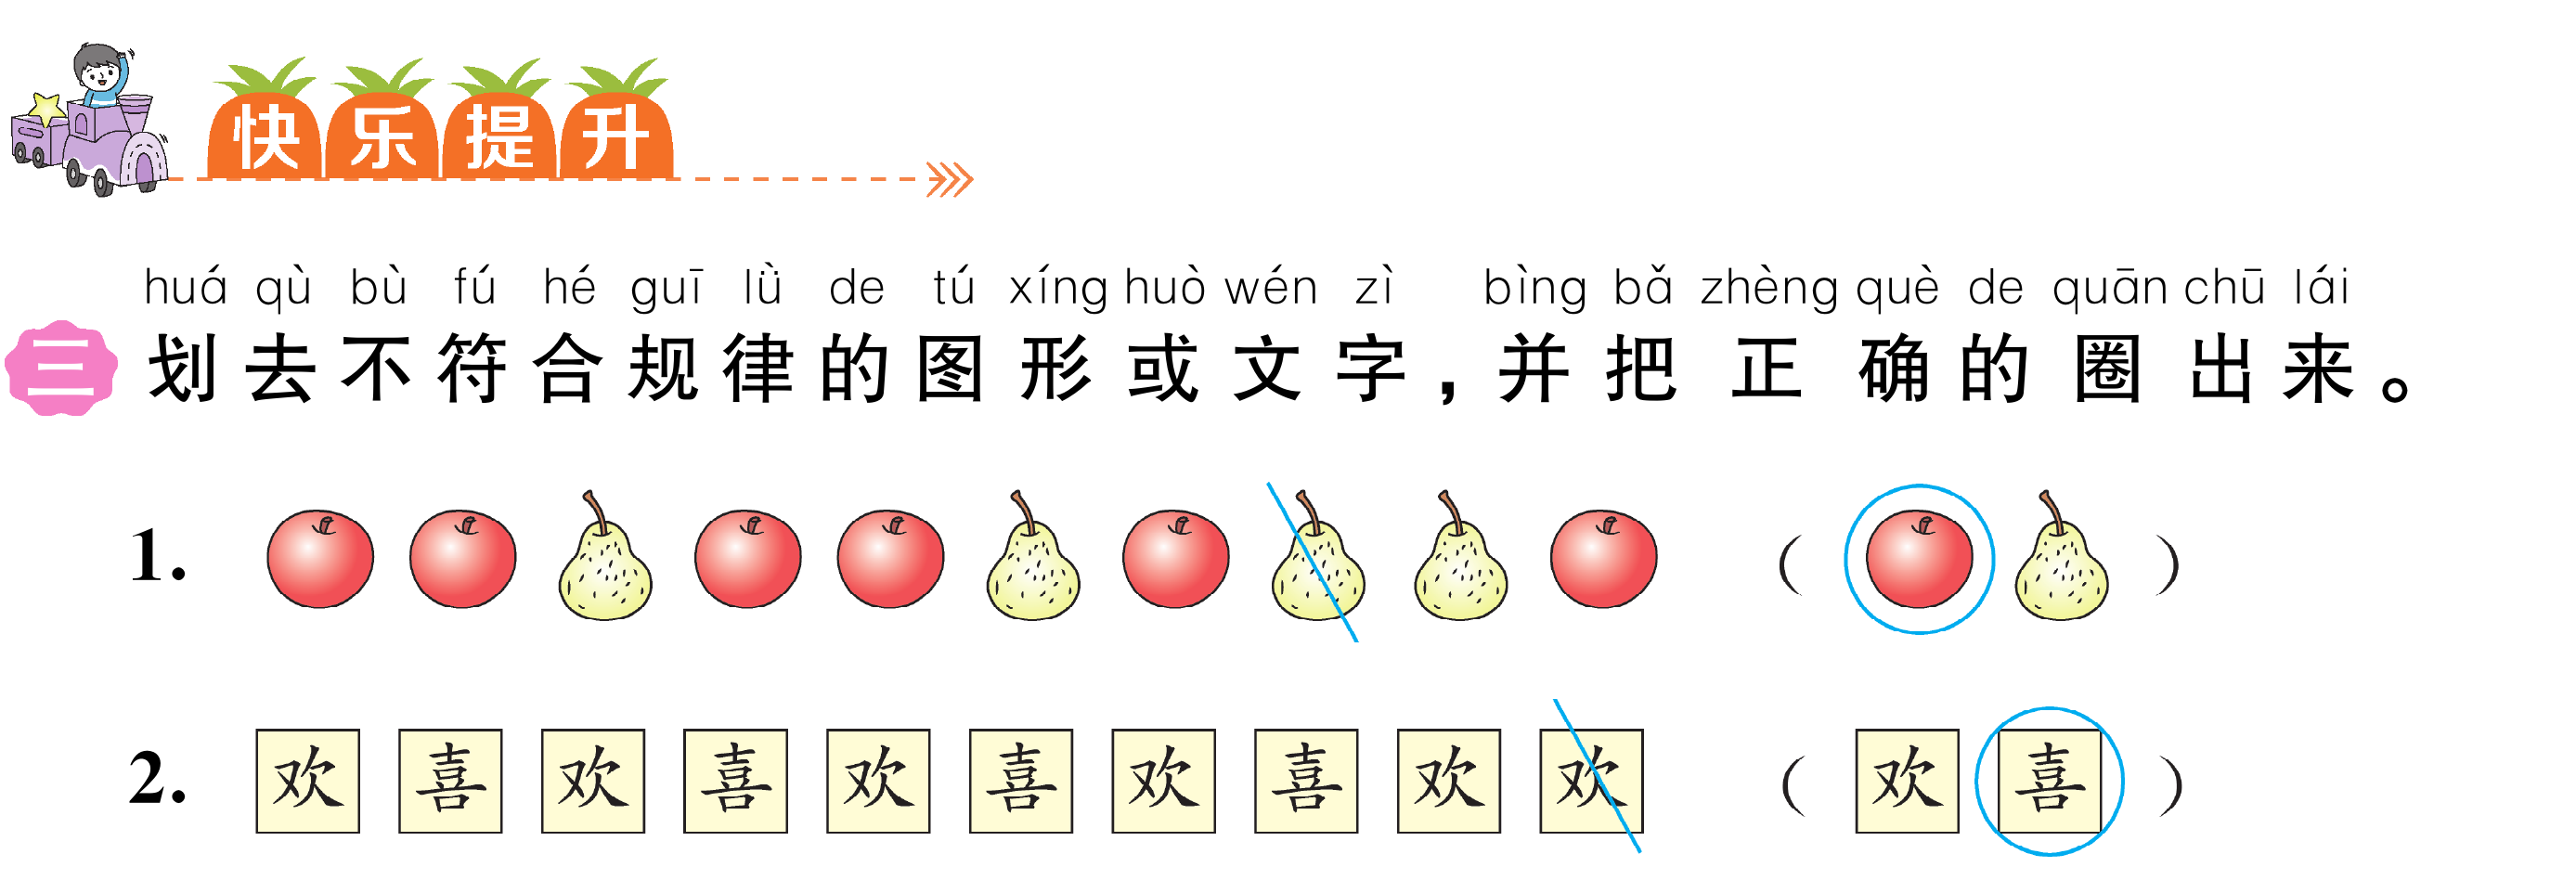 快乐提升
huá qù bù fú hé guī lǜ de tú xíng huò wén zì bìng bǎ zhèng què de quān chū lái
三 划去不符合规律的图形或文字，并把正确的圈出来。
1. ( )
2. 欢 喜 欢 喜 欢 喜 欢 喜 欢 欢 ( 欢 喜 )